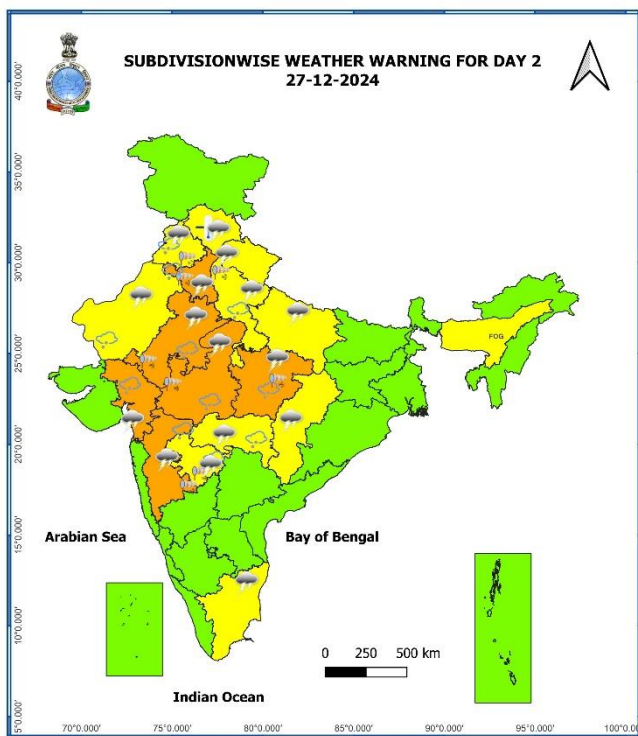 SUBDIVISIONWISE WEATHER WARNING FOR DAY 2
27-12-2024
40°0.000'
35°0.000'
30°0.000'
25°0.000'
20°0.000'
15°0.000'
10°0.000'
5°0.000'
FOG
Arabian Sea
Bay of Bengal
0 250 500 km
Indian Ocean
70°0.000' 75°0.000' 80°0.000' 85°0.000' 90°0.000' 95°0.000' 100°0.000'